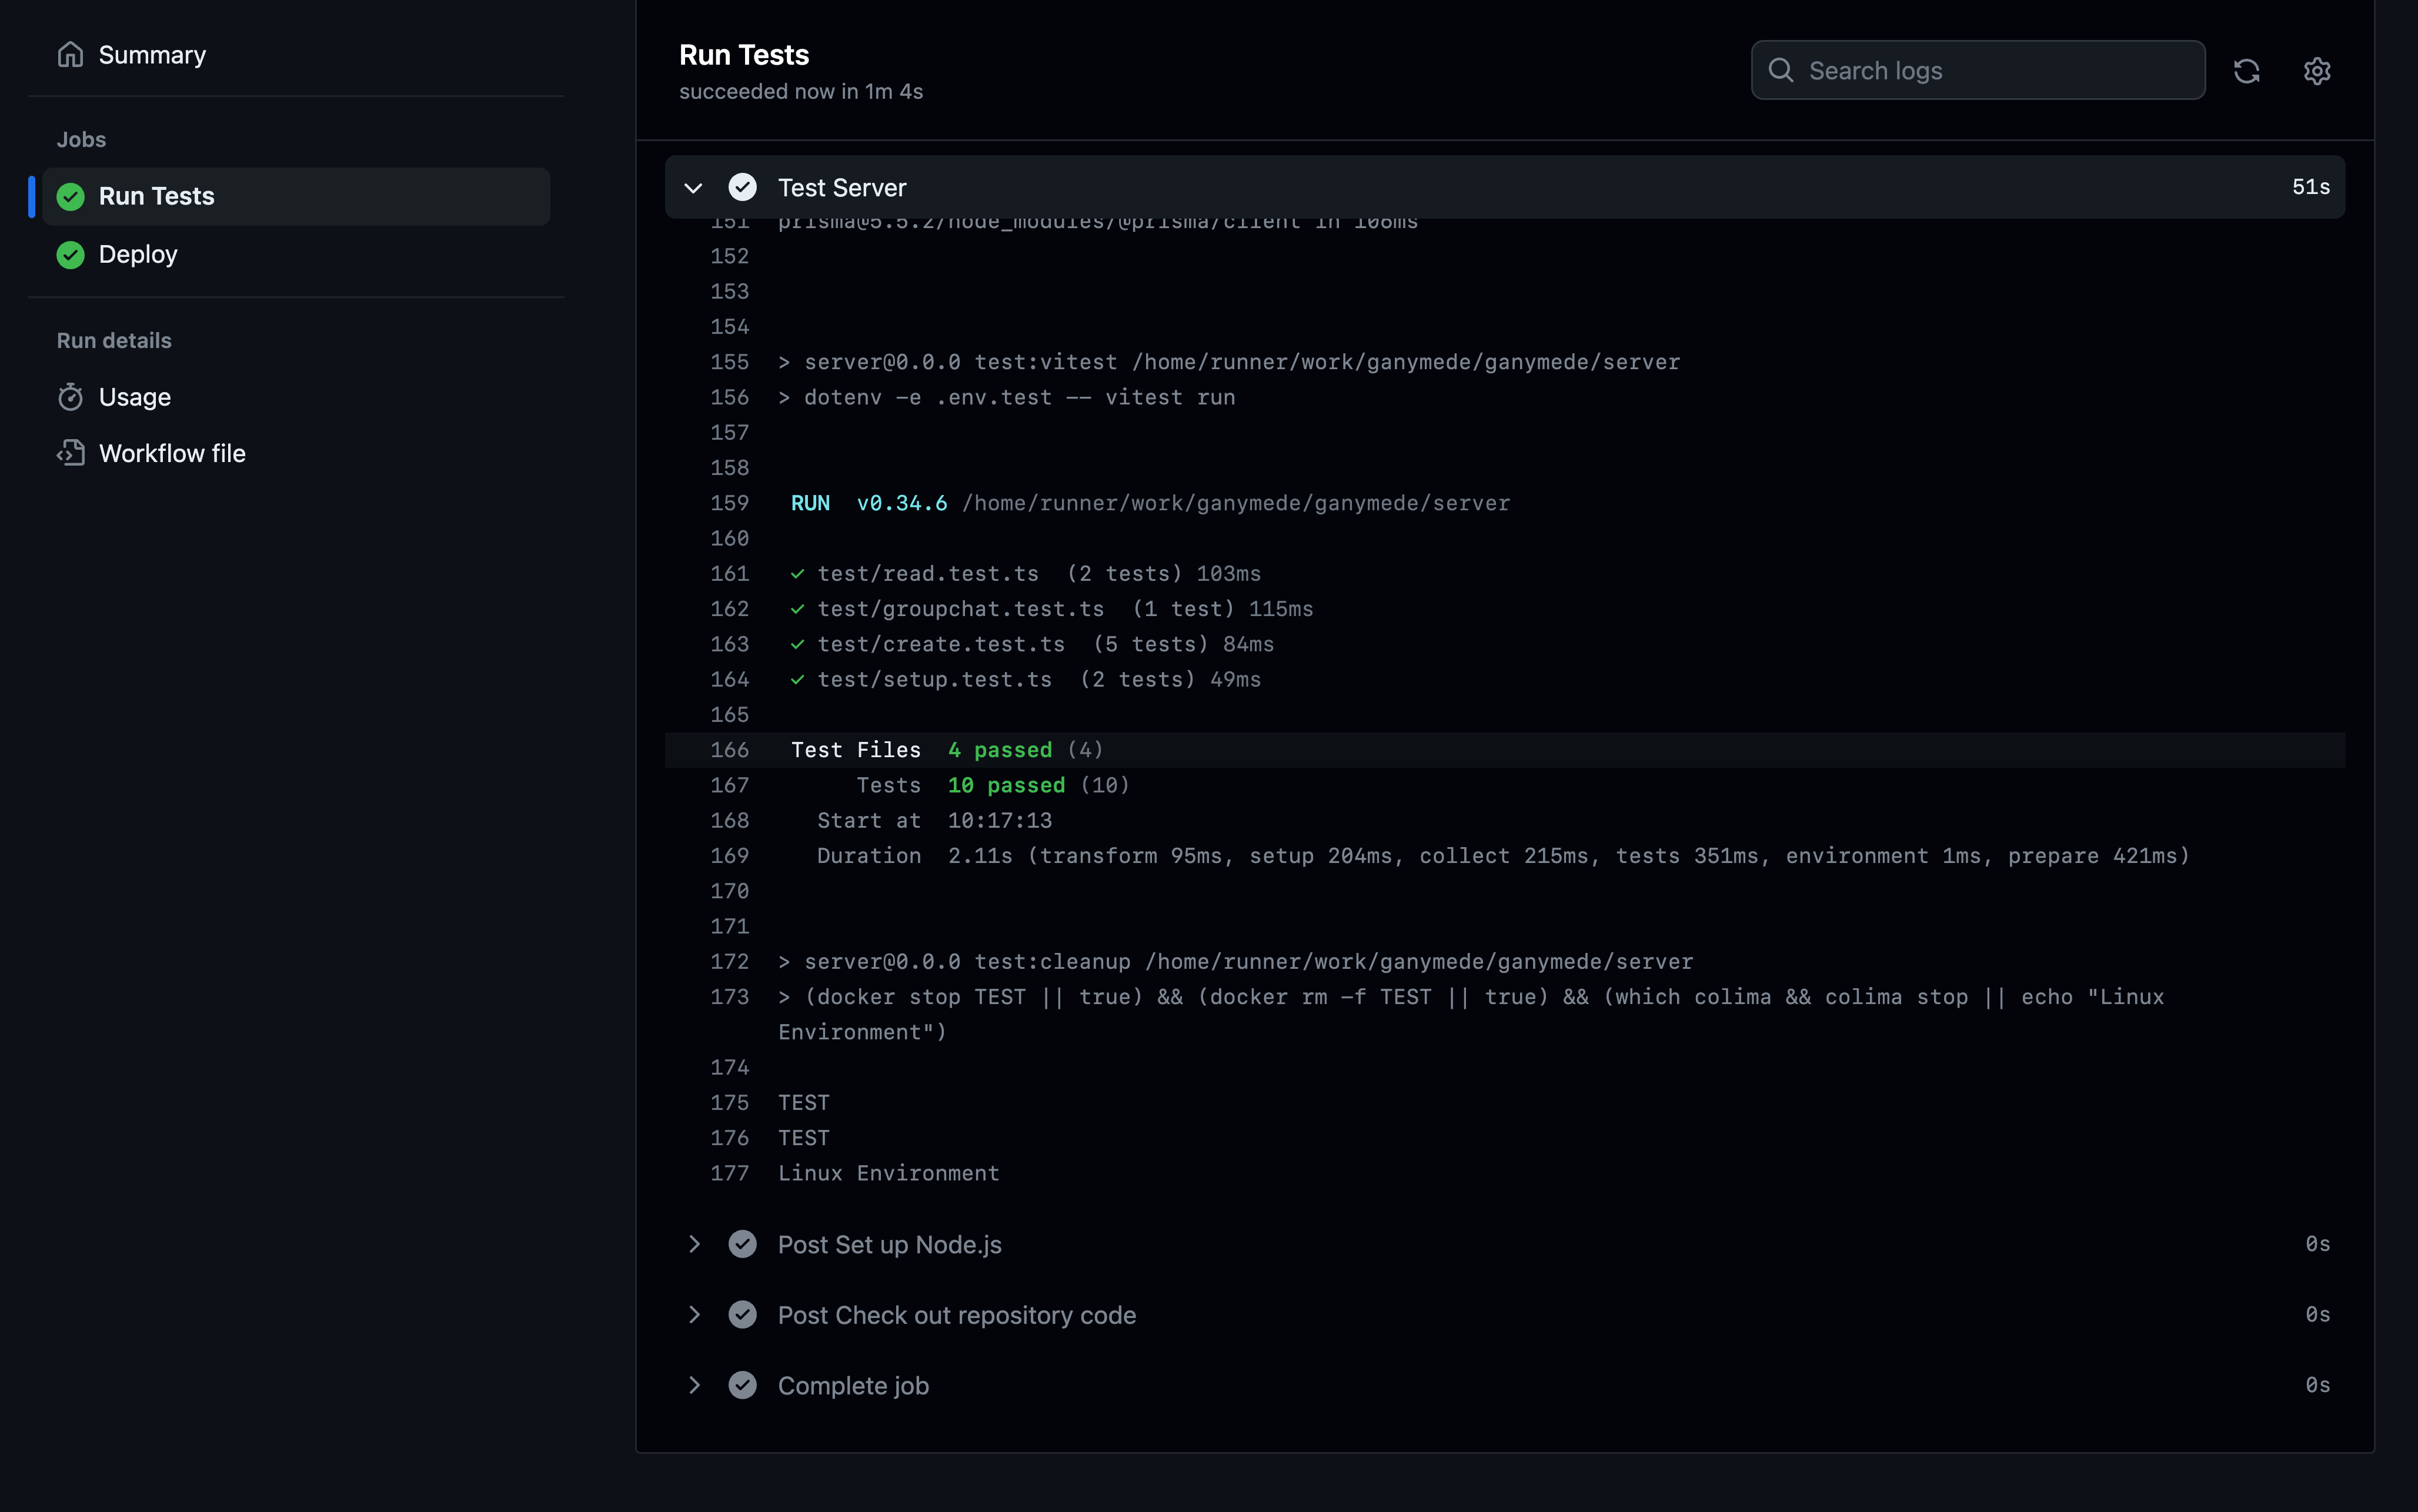 Summary
Jobs
Run Tests
Deploy
Run details
Usage
Workflow file
Run Tests
succeeded now in 1m 4s
Search logs
Test Server 51s
151 prisma@5.5.2/node_modules/@prisma/client in 106ms
152
153
154
155 > server@0.0.0 test:vitest /home/runner/work/ganymede/ganymede/server
156 > dotenv -e .env.test -- vitest run
157
158
159 RUN v0.34.6 /home/runner/work/ganymede/ganymede/server
160
161 ✓ test/read.test.ts (2 tests) 103ms
162 ✓ test/groupchat.test.ts (1 test) 115ms
163 ✓ test/create.test.ts (5 tests) 84ms
164 ✓ test/setup.test.ts (2 tests) 49ms
165
166 Test Files 4 passed (4)
167 Tests 10 passed (10)
168 Start at 10:17:13
169 Duration 2.11s (transform 95ms, setup 204ms, collect 215ms, tests 351ms, environment 1ms, prepare 421ms)
170
171
172 > server@0.0.0 test:cleanup /home/runner/work/ganymede/ganymede/server
173 > (docker stop TEST || true) && (docker rm -f TEST || true) && (which colima && colima stop || echo "Linux
Environment")
174
175 TEST
176 TEST
177 Linux Environment
Post Set up Node.js 0s
Post Check out repository code 0s
Complete job 0s